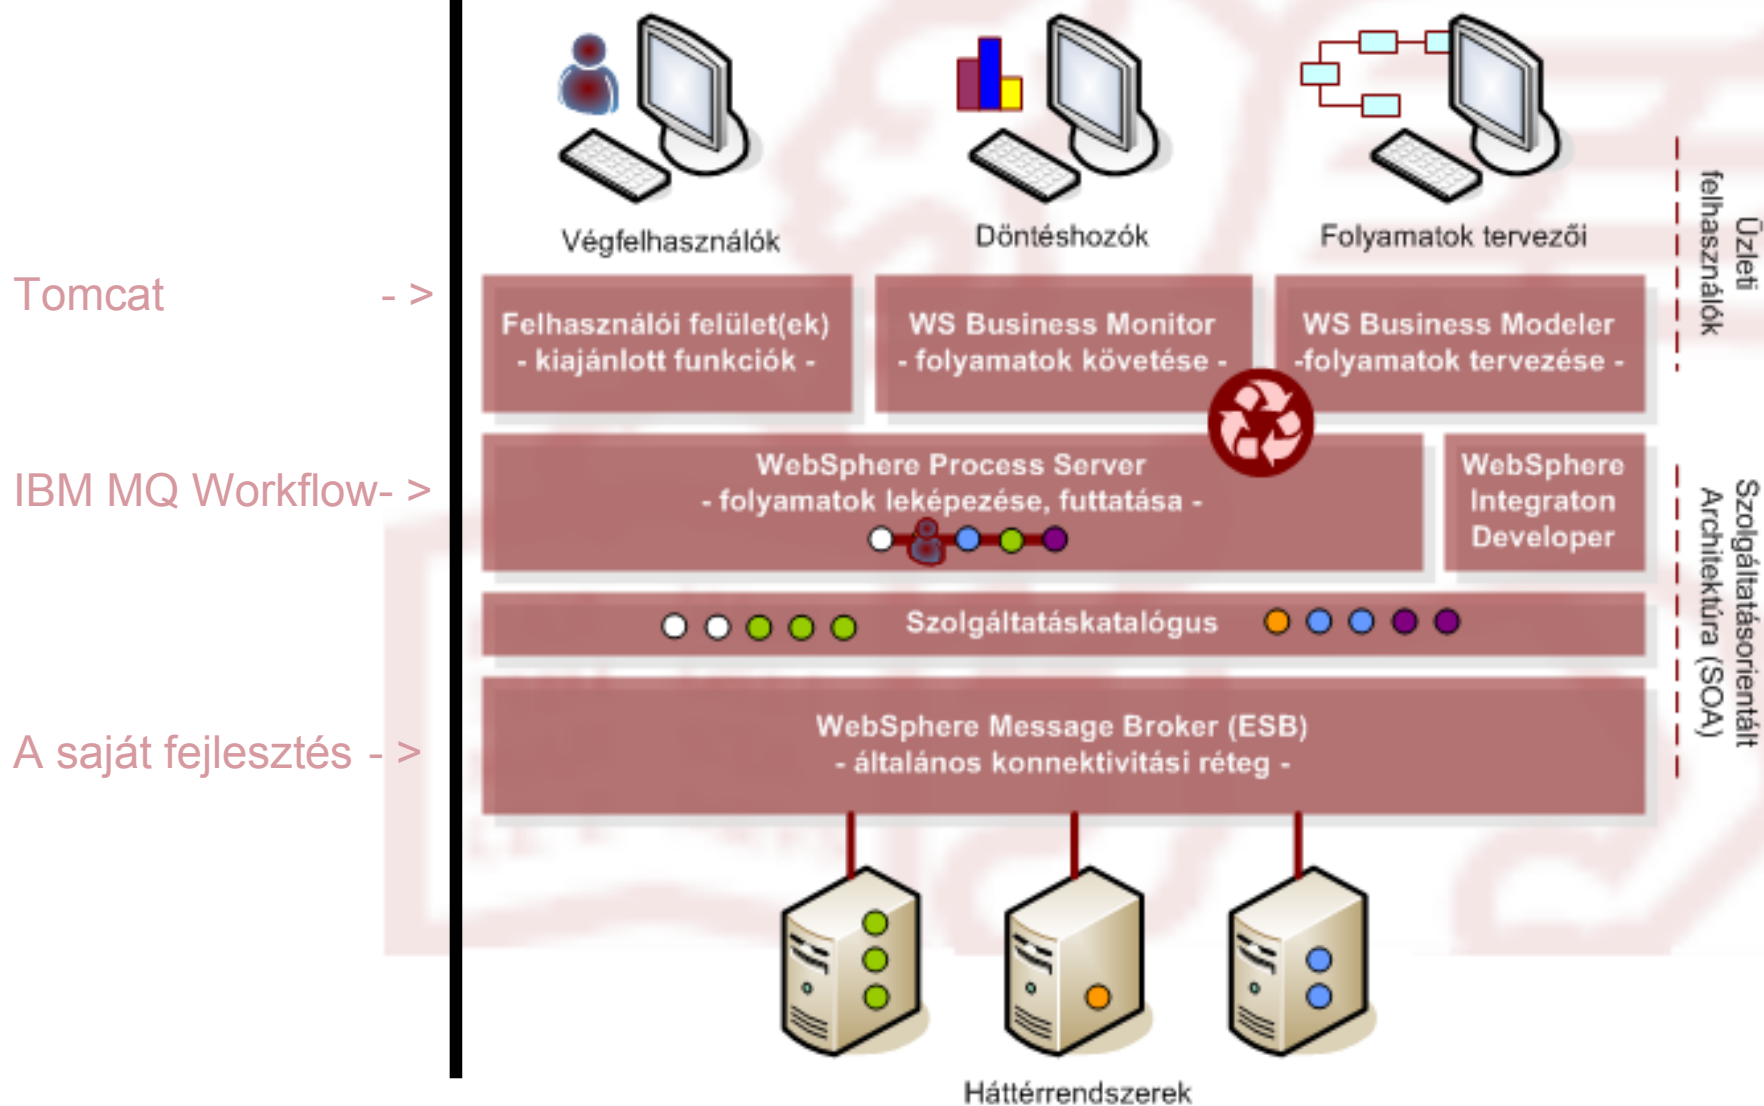 Végfelhasználók
Döntéshozók
Folyamatok tervezői
Üzleti
felhasználók
Tomcat - >
Felhasználói felület(ek)
- kiajánlott funkciók -
WS Business Monitor
- folyamatok követése -
WS Business Modeler
-folyamatok tervezése -
IBM MQ Workflow- >
WebSphere Process Server
- folyamatok leképezése, futtatása -
WebSphere
Integraton
Developer
Szolgáltatásorientált
Architektúra (SOA)
Szolgáltatáskatalógus
A saját fejlesztés - >
WebSphere Message Broker (ESB)
- általános konnektivitási réteg -
Háttérrendszerek